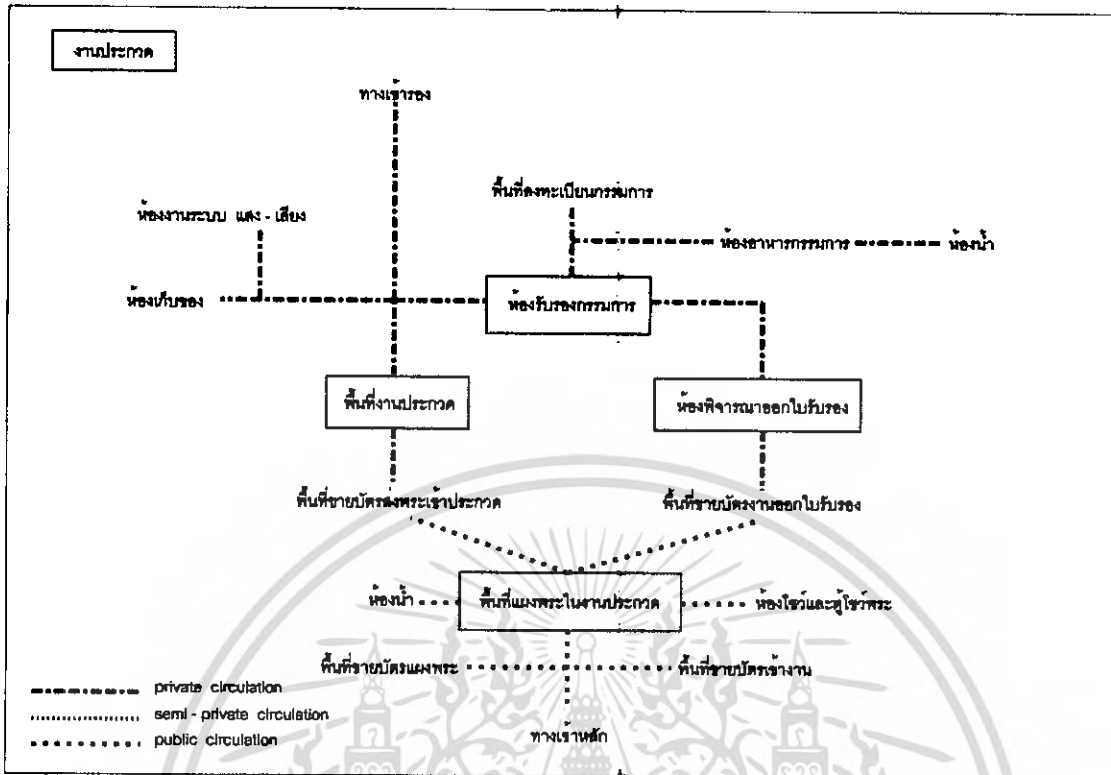 งานประกวด
ทางเข้ารอง
พื้นที่ลงทะเบียนกรรมการ
ห้องงานระบบ แสง - เสียง
ห้องอาหารกรรมการ
ห้องน้ำ
ห้องเก็บของ
ห้องรับรองกรรมการ
พื้นที่งานประกวด
ห้องพิจารณาออกใบรับรอง
พื้นที่ขายบัตรส่งพระเข้าประกวด
พื้นที่ขายบัตรงานออกใบรับรอง
ห้องน้ำ
พื้นที่แผงพระในงานประกวด
ห้องโชว์และตู้โชว์พระ
พื้นที่ขายบัตรแผงพระ
พื้นที่ขายบัตรเข้างาน
private circulation
semi - private circulation
public circulation
ทางเข้าหลัก